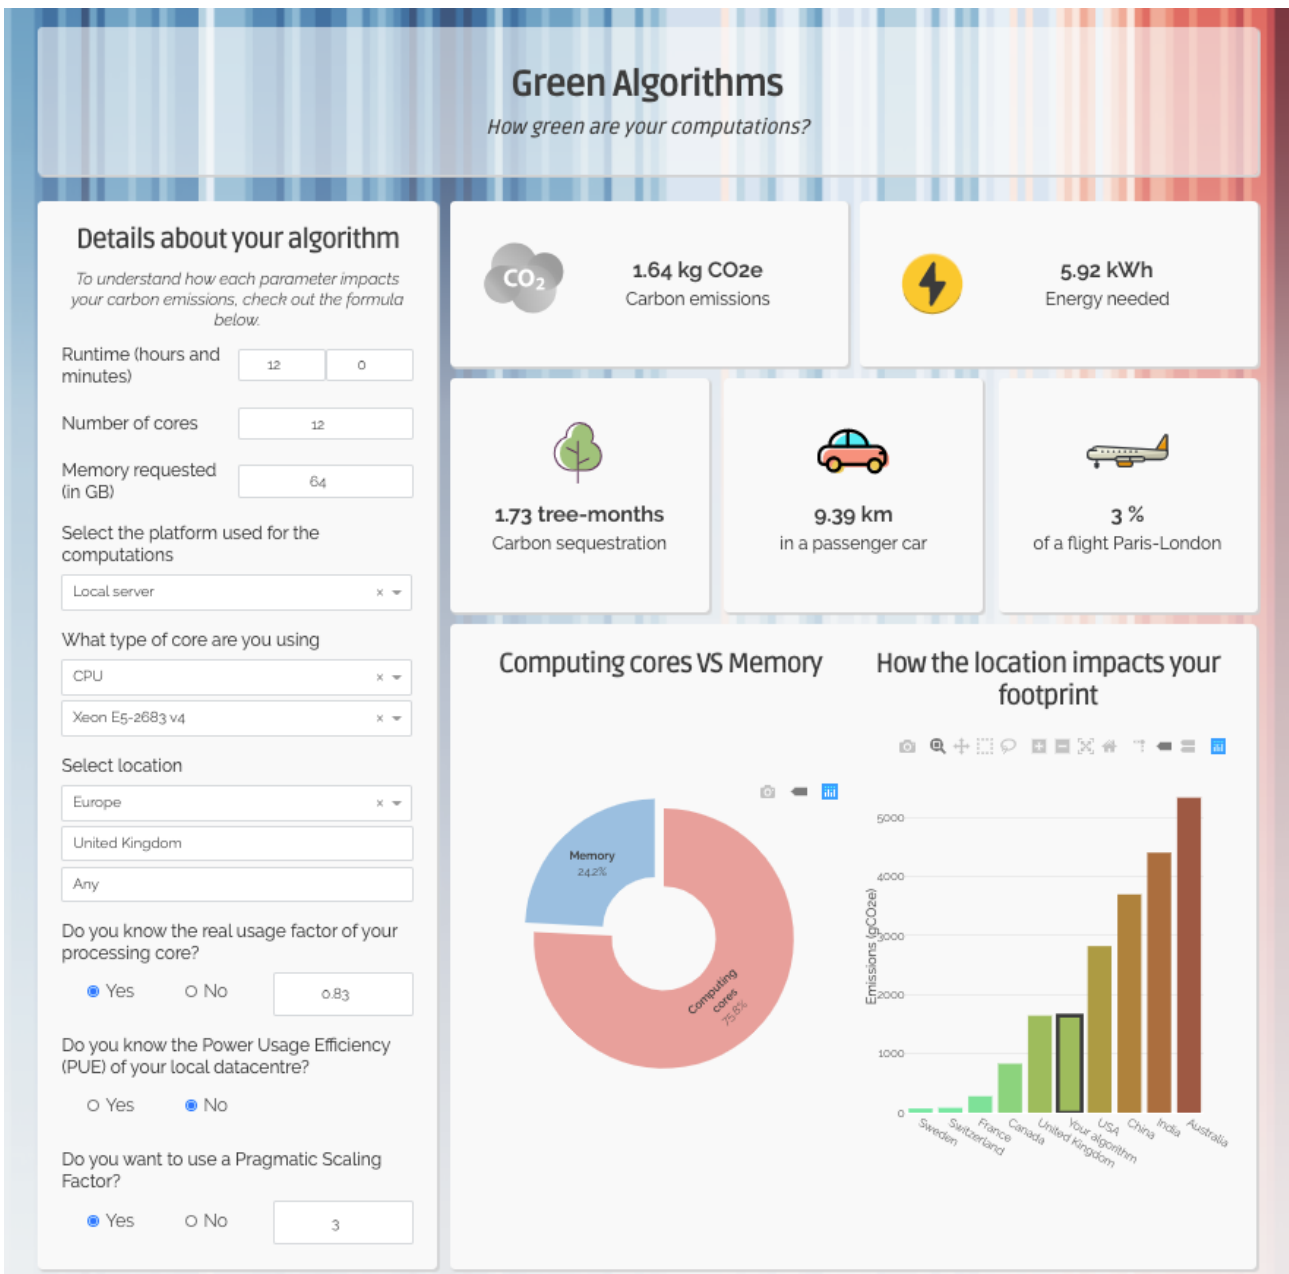 Green Algorithms
How green are your computations?
Details about your algorithm
To understand how each parameter impacts
your carbon emissions, check out the formula
below.
Runtime (hours and
minutes)
12
0
Number of cores
12
Memory requested
(in GB)
64
Select the platform used for the
computations
Local server
What type of core are you using
CPU
Xeon E5-2683 v4
Select location
Europe
United Kingdom
Any
Do you know the real usage factor of your
processing core?
Yes
No
0.83
Do you know the Power Usage Efficiency
(PUE) of your local datacentre?
Yes
No
Do you want to use a Pragmatic Scaling
Factor?
Yes
No
3
CO2
1.64 kg CO2e
Carbon emissions
5.92 kWh
Energy needed
1.73 tree-months
Carbon sequestration
9.39 km
in a passenger car
3 %
of a flight Paris-London
Computing cores VS Memory
Memory
24.2%
Computing
cores
75.8%
How the location impacts your
footprint
Emissions (gCO2e)
5000
4000
3000
2000
1000
0
Sweden
Switzerland
France
Canada
United Kingdom
Your algorithm
USA
China
India
Australia